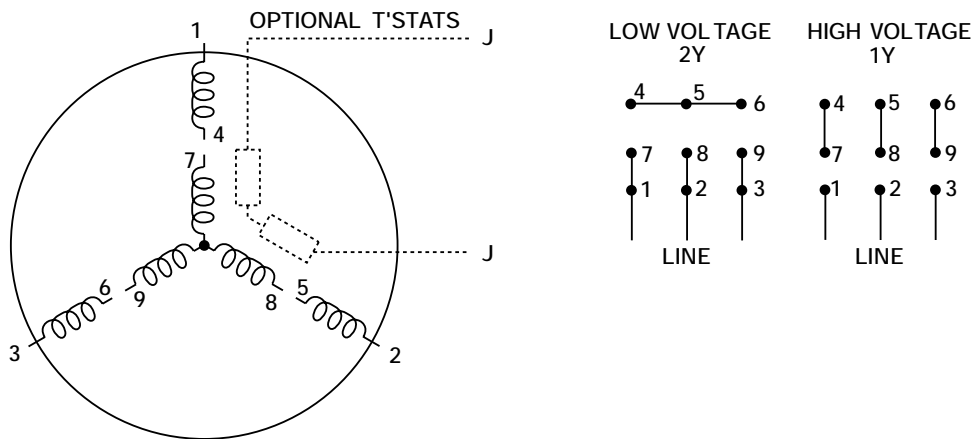 OPTIONAL T'STATS
J
1
4
7
J
6
9
8
5
3
2
LOW VOLTAGE
2Y
4 5 6
7 8 9
1 2 3
LINE
HIGH VOLTAGE
1Y
4 5 6
7 8 9
1 2 3
LINE